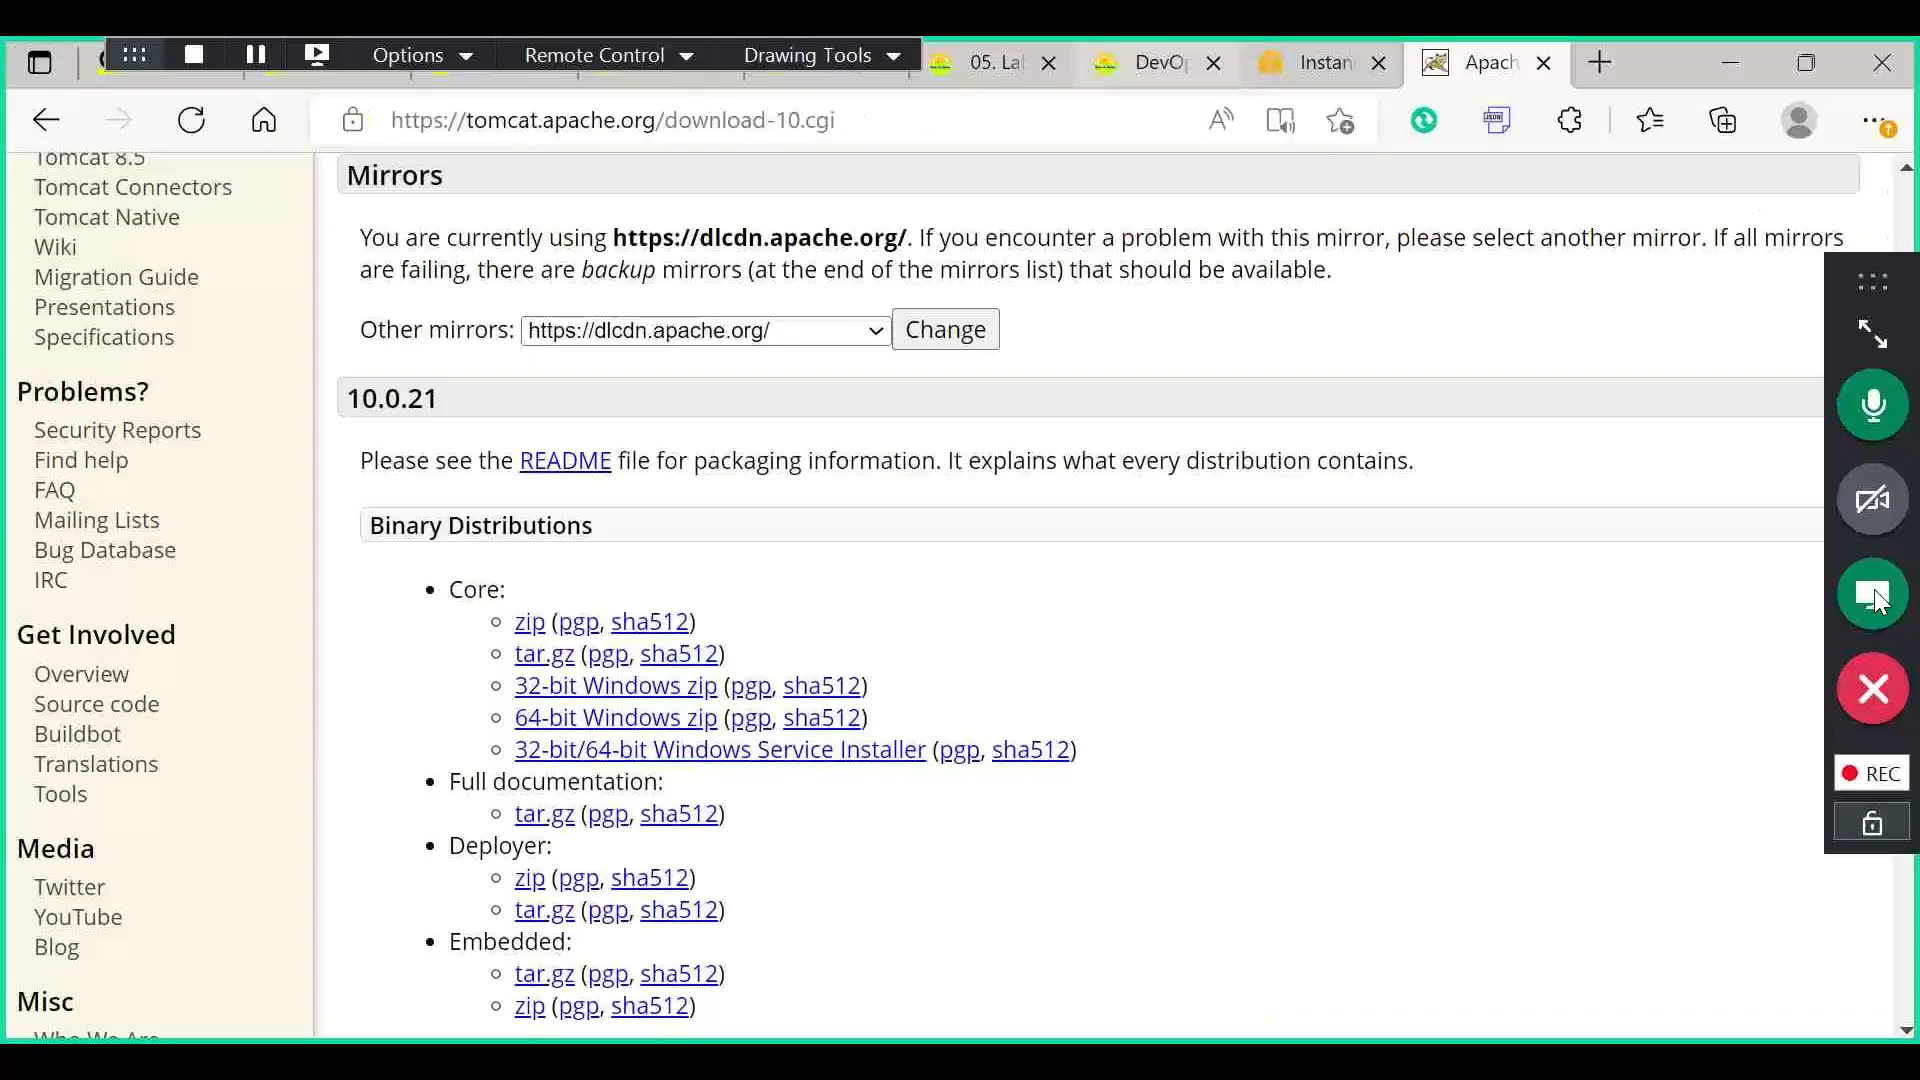 Options
Remote Control
Drawing Tools
05. La
DevOp
Instan
Apach
https://tomcat.apache.org/download-10.cgi
Tomcat 8.5
Tomcat Connectors
Tomcat Native
Wiki
Migration Guide
Presentations
Specifications
Problems?
Security Reports
Find help
FAQ
Mailing Lists
Bug Database
IRC
Get Involved
Overview
Source code
Buildbot
Translations
Tools
Media
Twitter
YouTube
Blog
Misc
Who We Are
Mirrors
You are currently using https://dlcdn.apache.org/. If you encounter a problem with this mirror, please select another mirror. If all mirrors
are failing, there are backup mirrors (at the end of the mirrors list) that should be available.
Other mirrors: https://dlcdn.apache.org/ Change
10.0.21
Please see the README file for packaging information. It explains what every distribution contains.
Binary Distributions
Core:
zip (pgp, sha512)
tar.gz (pgp, sha512)
32-bit Windows zip (pgp, sha512)
64-bit Windows zip (pgp, sha512)
32-bit/64-bit Windows Service Installer (pgp, sha512)
Full documentation:
tar.gz (pgp, sha512)
Deployer:
zip (pgp, sha512)
tar.gz (pgp, sha512)
Embedded:
tar.gz (pgp, sha512)
zip (pgp, sha512)
REC